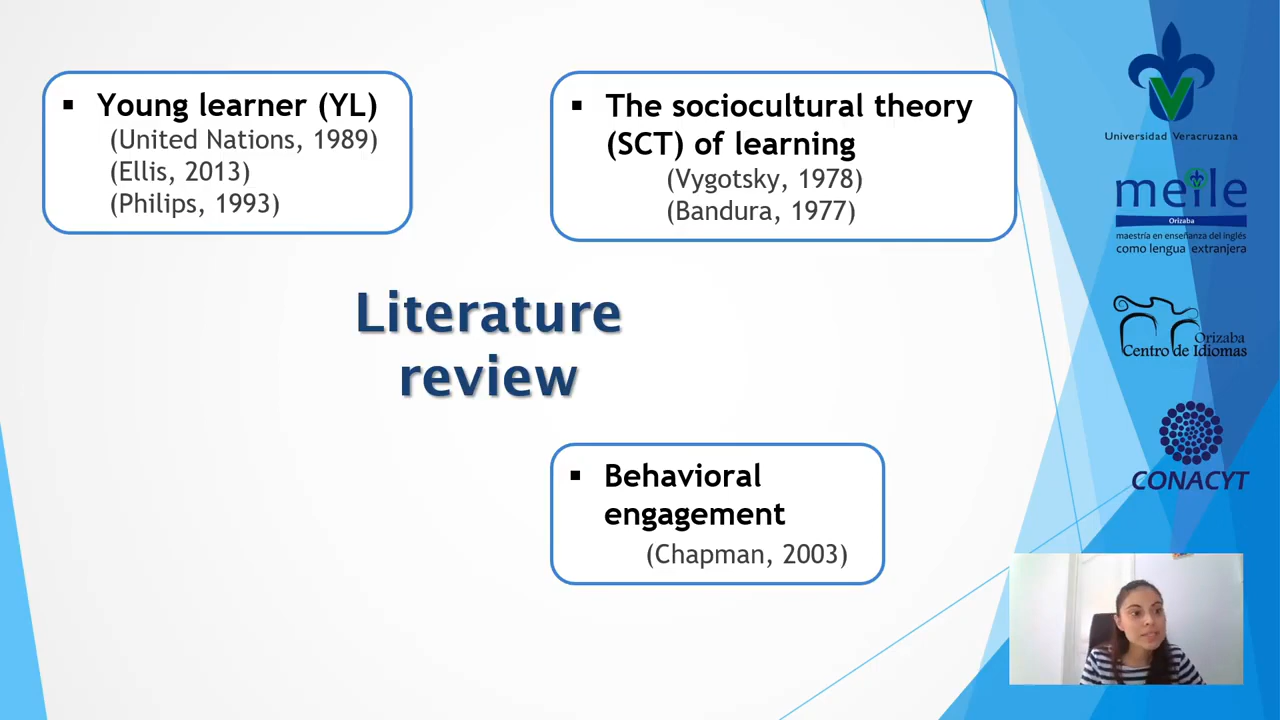 Young learner (YL)
(United Nations, 1989)
(Ellis, 2013)
(Philips, 1993)
The sociocultural theory
(SCT) of learning
(Vygotsky, 1978)
(Bandura, 1977)
Literature
review
Behavioral
engagement
(Chapman, 2003)
Universidad Veracruzana
meile
Orizaba
maestría en enseñanza del inglés
como lengua extranjera
Orizaba
Centro de Idiomas
CONACYT